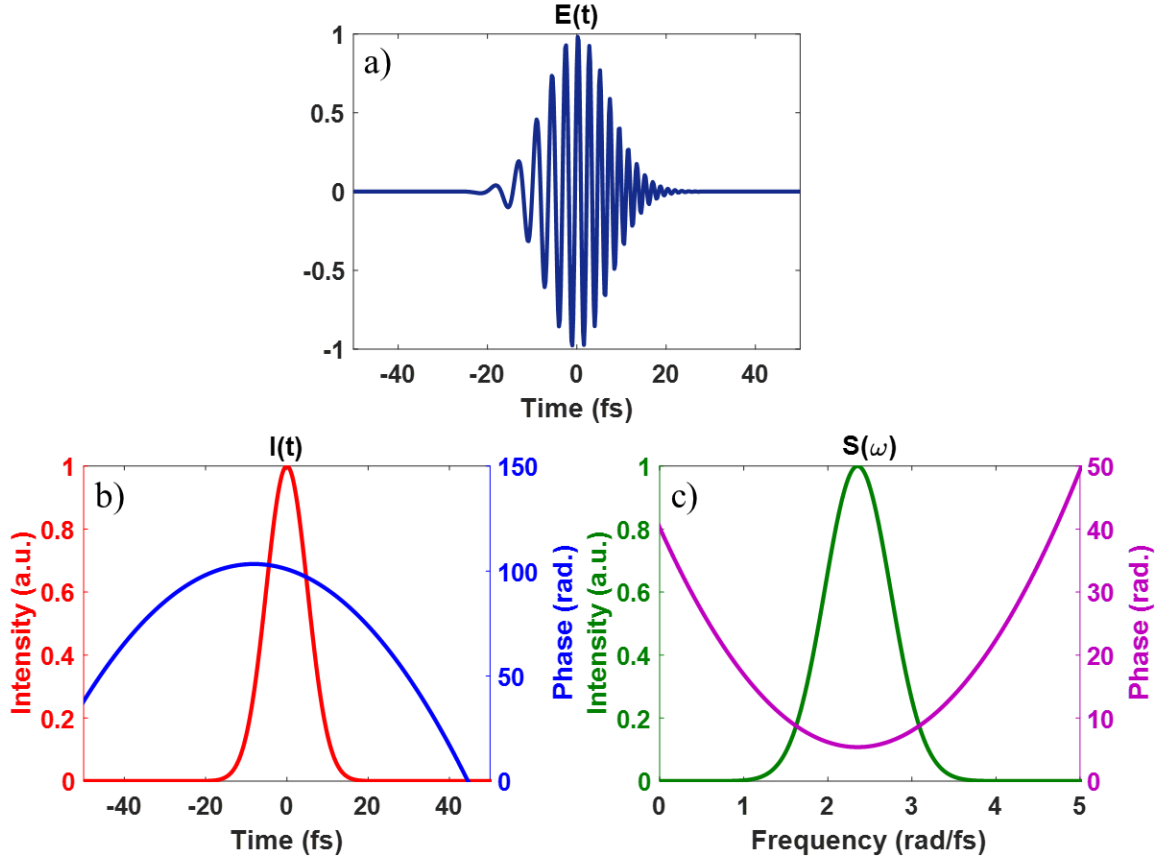 E(t)
a)
1
0.5
0
-0.5
-1
-40 -20 0 20 40
Time (fs)
I(t)
b)
1
0.8
0.6
0.4
0.2
0
Intensity (a.u.)
150
100
50
0
Phase (rad.)
-40 -20 0 20 40
Time (fs)
S(ω)
c)
1
0.8
0.6
0.4
0.2
0
Intensity (a.u.)
50
40
30
20
10
0
Phase (rad.)
0 1 2 3 4 5
Frequency (rad/fs)